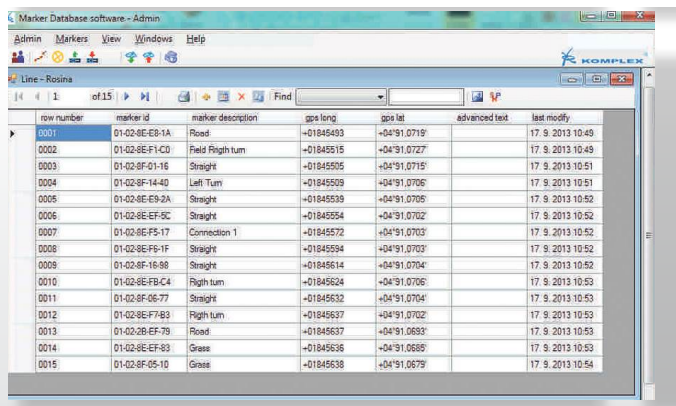 Marker Database software - Admin
Admin Markers View Windows Help
KOMPLEX
Line - Rosina
1 of 15 Find
row number marker id marker description gps long gps lat advanced text last modify
0001 01-02-8E-E8-1A Road +01845493 +04°91,0719' 17. 9. 2013 10:49
0002 01-02-8E-F1-C0 Field Rigth turn +01845515 +04°91,0727' 17. 9. 2013 10:49
0003 01-02-8F-01-16 Straight +01845505 +04°91,0715' 17. 9. 2013 10:51
0004 01-02-8F-14-40 Left Turn +01845509 +04°91,0706' 17. 9. 2013 10:51
0005 01-02-8E-E9-2A Straight +01845539 +04°91,0705' 17. 9. 2013 10:52
0006 01-02-8E-EF-5C Straight +01845554 +04°91,0702' 17. 9. 2013 10:52
0007 01-02-8E-F5-17 Connection 1 +01845572 +04°91,0703' 17. 9. 2013 10:52
0008 01-02-8E-F6-1F Straight +01845594 +04°91,0703' 17. 9. 2013 10:52
0009 01-02-8F-16-98 Straight +01845614 +04°91,0704' 17. 9. 2013 10:52
0010 01-02-8E-FB-C4 Rigth turn +01845624 +04°91,0706' 17. 9. 2013 10:53
0011 01-02-8F-06-77 Straight +01845632 +04°91,0704' 17. 9. 2013 10:53
0012 01-02-8E-F7-B3 Rigth turn +01845637 +04°91,0702' 17. 9. 2013 10:53
0013 01-02-2B-EF-79 Road +01845637 +04°91,0693' 17. 9. 2013 10:53
0014 01-02-8E-EF-83 Grass +01845636 +04°91,0685' 17. 9. 2013 10:53
0015 01-02-8F-05-10 Grass +01845638 +04°91,0679' 17. 9. 2013 10:54